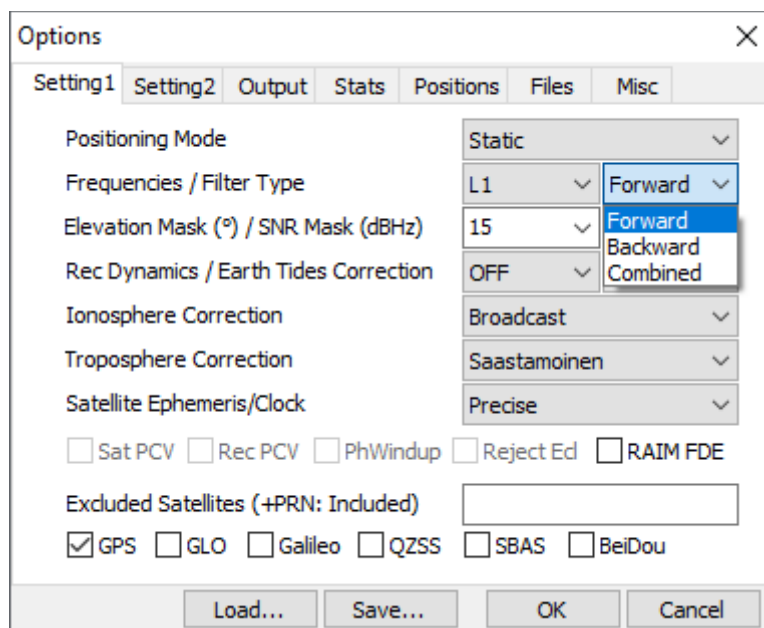 Options
Setting1 Setting2 Output Stats Positions Files Misc
Positioning Mode Static
Frequencies / Filter Type L1 Forward
Elevation Mask (°) / SNR Mask (dBHz) 15 Forward
Backward
Rec Dynamics / Earth Tides Correction OFF Combined
Ionosphere Correction Broadcast
Troposphere Correction Saastamoinen
Satellite Ephemeris/Clock Precise
Sat PCV Rec PCV PhWindup Reject Ecl RAIM FDE
Excluded Satellites (+PRN: Included)
GPS GLO Galileo QZSS SBAS BeiDou
Load... Save... OK Cancel